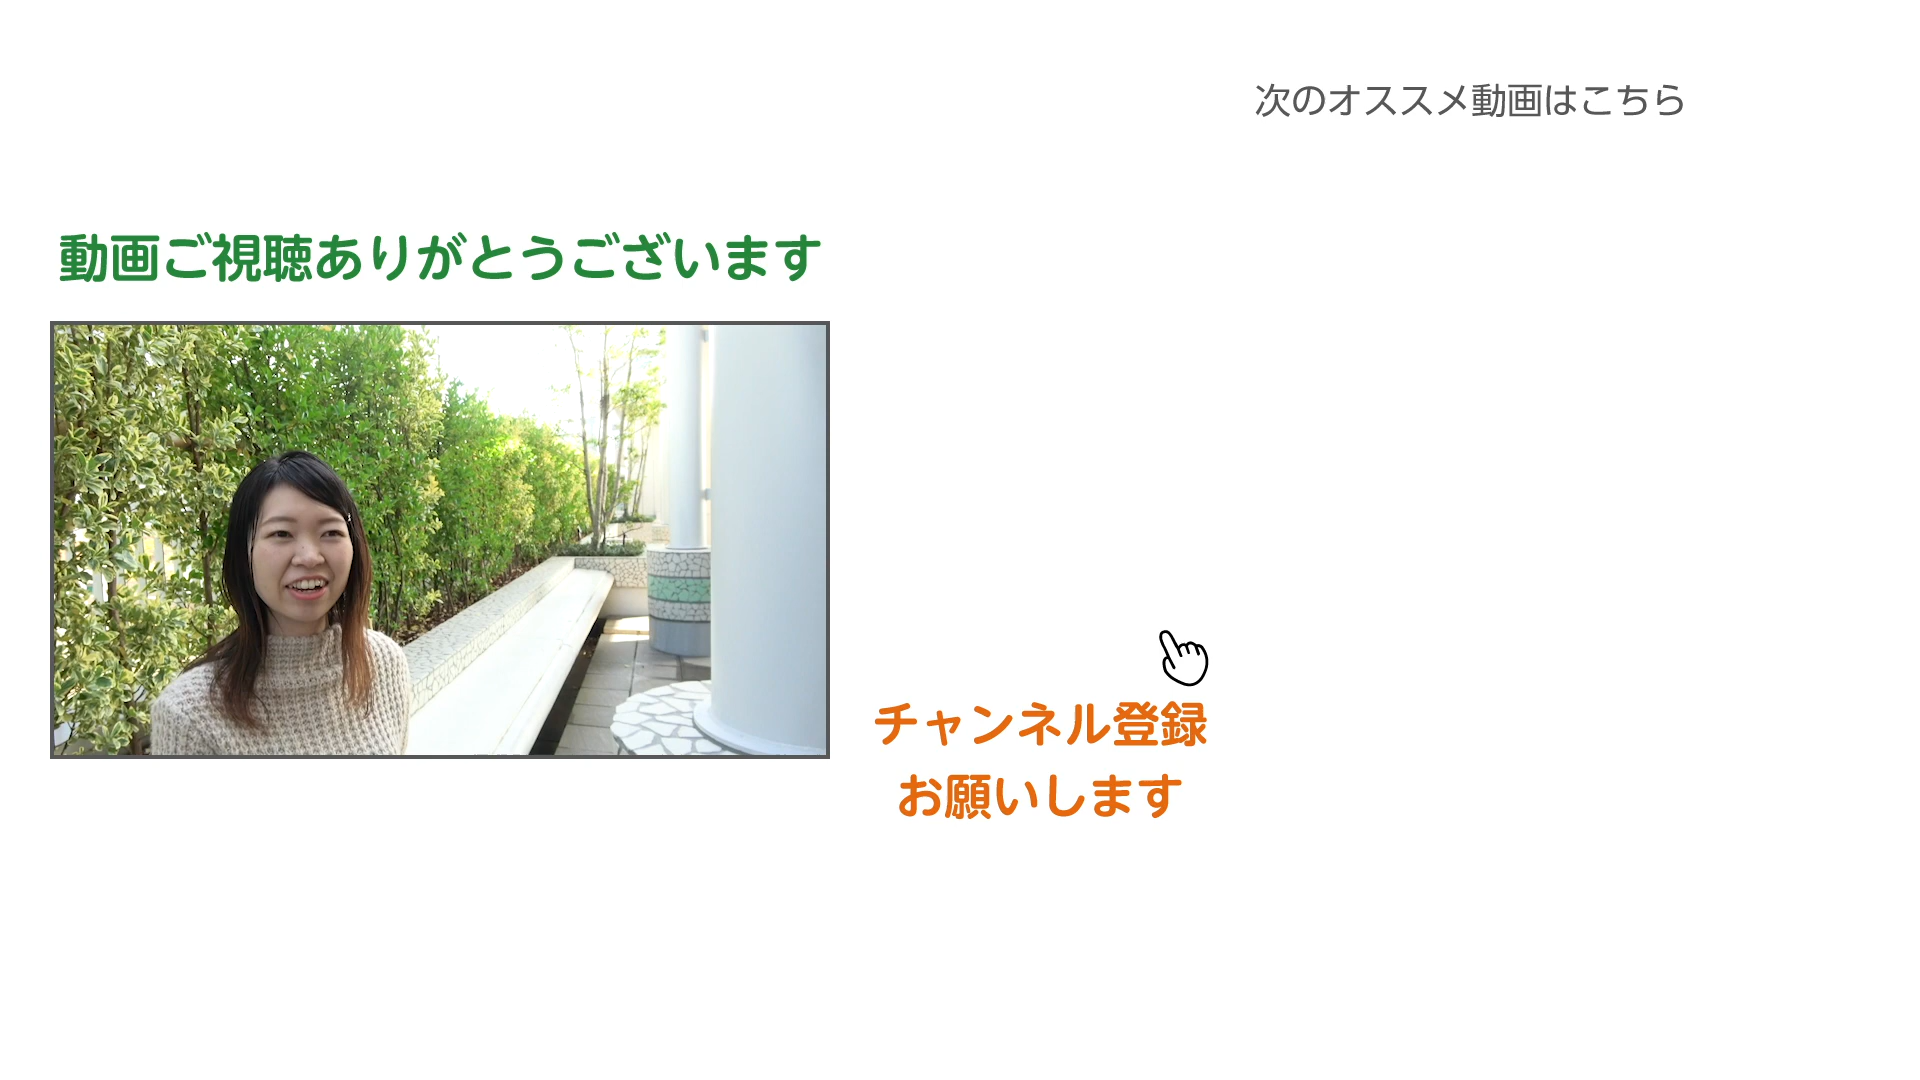 次のオススメ動画はこちら
動画ご視聴ありがとうございます
チャンネル登録
お願いします